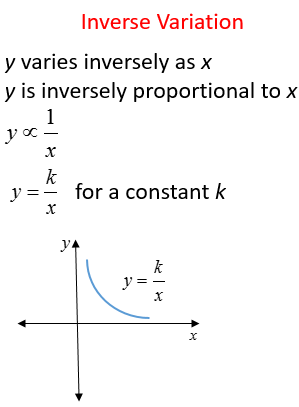 Inverse Variation
y varies inversely as x
y is inversely proportional to x
y ∝ 1/x
y = k/x for a constant k
y
y = k/x
x